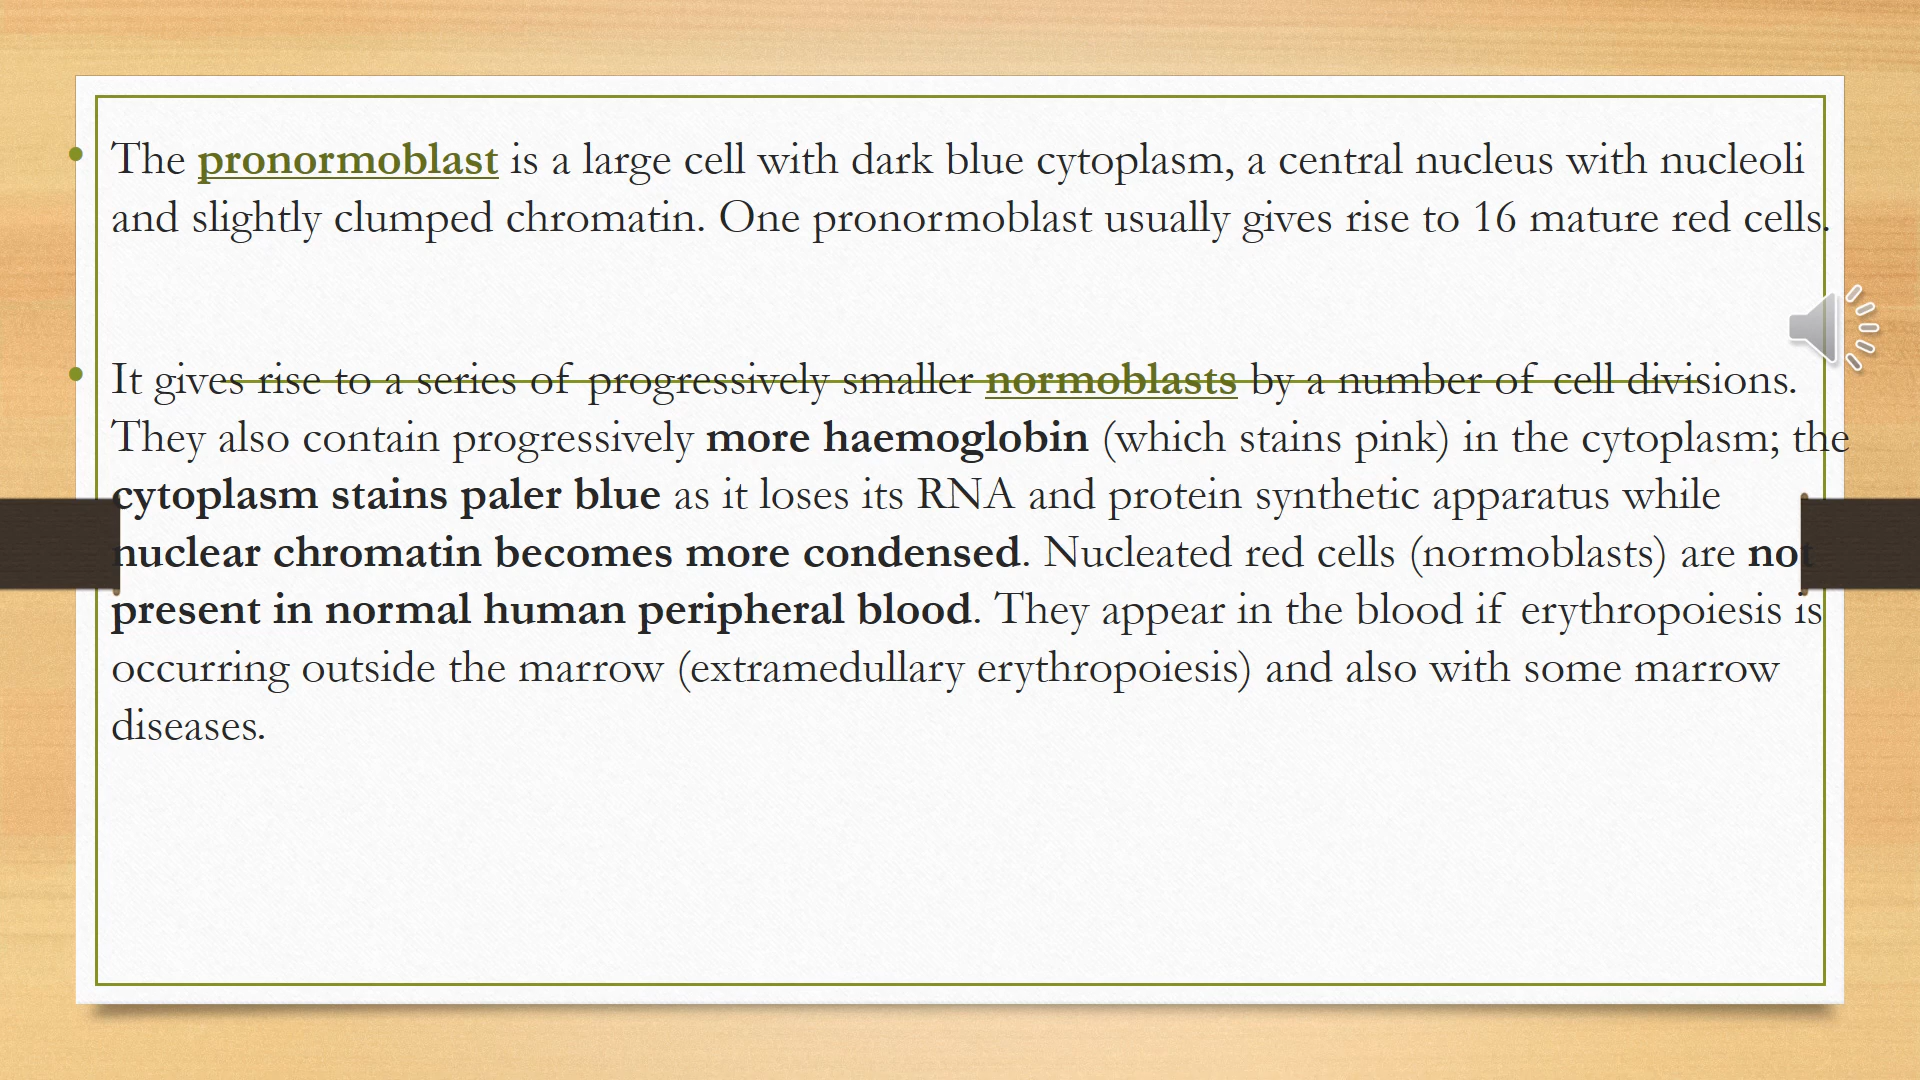 • The pronormoblast is a large cell with dark blue cytoplasm, a central nucleus with nucleoli
and slightly clumped chromatin. One pronormoblast usually gives rise to 16 mature red cells.
• It gives rise to a series of progressively smaller normoblasts by a number of cell divisions.
They also contain progressively more haemoglobin (which stains pink) in the cytoplasm; the
cytoplasm stains paler blue as it loses its RNA and protein synthetic apparatus while
nuclear chromatin becomes more condensed. Nucleated red cells (normoblasts) are not
present in normal human peripheral blood. They appear in the blood if erythropoiesis is
occurring outside the marrow (extramedullary erythropoiesis) and also with some marrow
diseases.